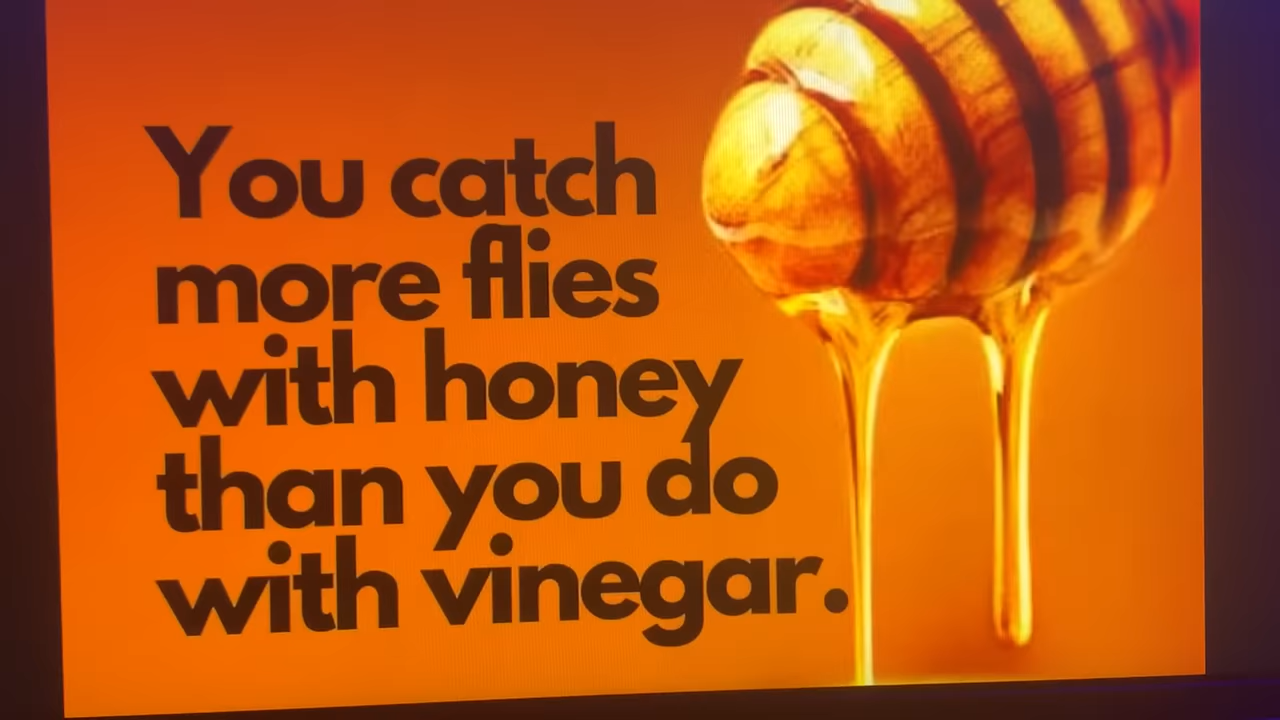 You catch
more flies
with honey
than you do
with vinegar.